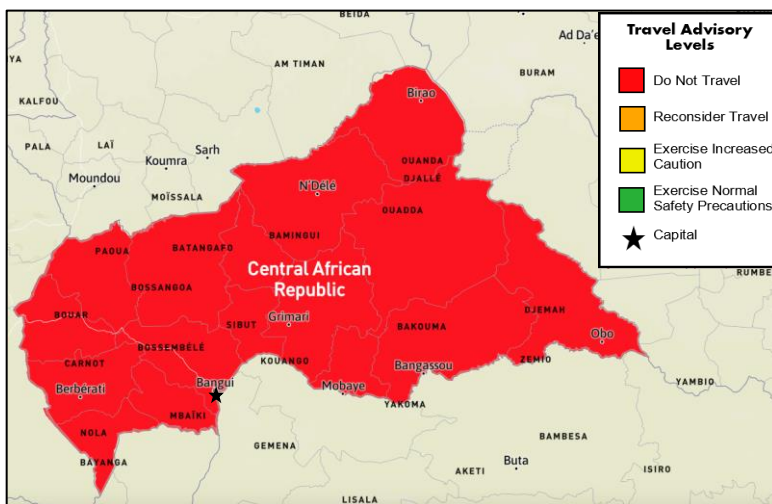 BEIDA
Ad Da'e
YA
AM TIMAN
BURAM
KALFOU
Birao
PALA
LAÏ
Sarh
Koumra
Moundou
MOÏSSALA
OUANDA
DJALLÉ
N'Délé
OUADDA
PAOUA
BATANGAFO
BAMINGUI
Central African
Republic
BOSSANGOA
RUMBE
BOUAR
SIBUT
Grimari
BAKOUMA
DJEMAH
Obo
BOSSEMBÉLÉ
CARNOT
KOUANGO
ZEMIO
Bangassou
Berbérati
Bangui
Mobaye
YAKOMA
YAMBIO
MBAÏKI
NOLA
BAYANGA
GEMENA
BAMBESA
AKETI
Buta
ISIRO
LISALA
Travel Advisory
Levels
Do Not Travel
Reconsider Travel
Exercise Increased
Caution
Exercise Normal
Safety Precautions
Capital